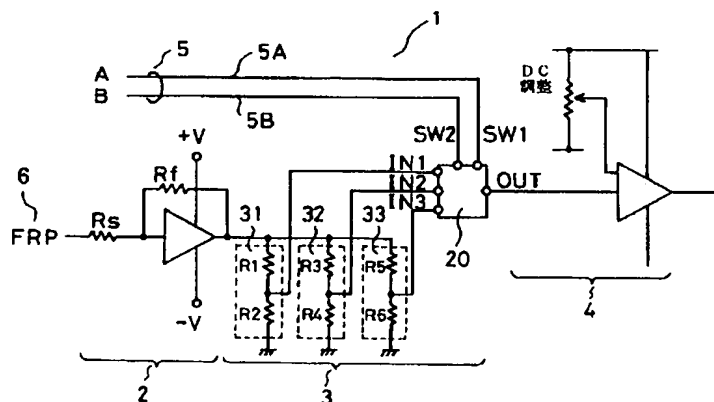 1
5
5A
A
B
5B
DC
調整
SW2
SW1
+V
6
Rf
IN1
IN2
IN3
OUT
FRP
Rs
31
32
33
20
R1
R3
R5
R2
R4
R6
4
-V
2
3